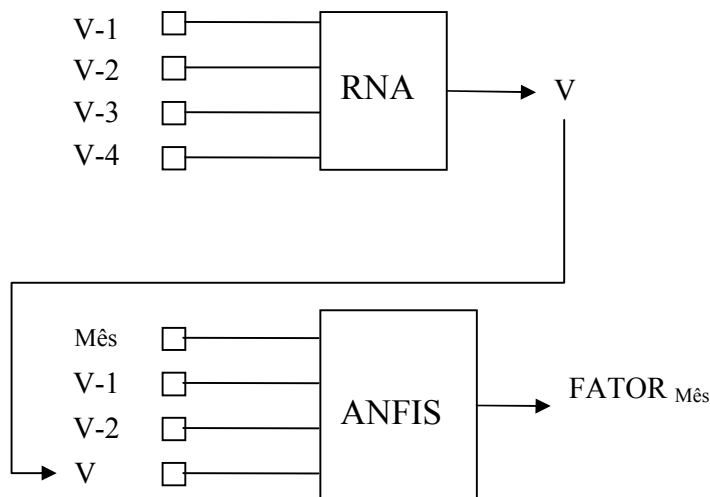 V-1
V-2
V-3
V-4
RNA
V
Mês
V-1
V-2
V
ANFIS
FATOR Mês